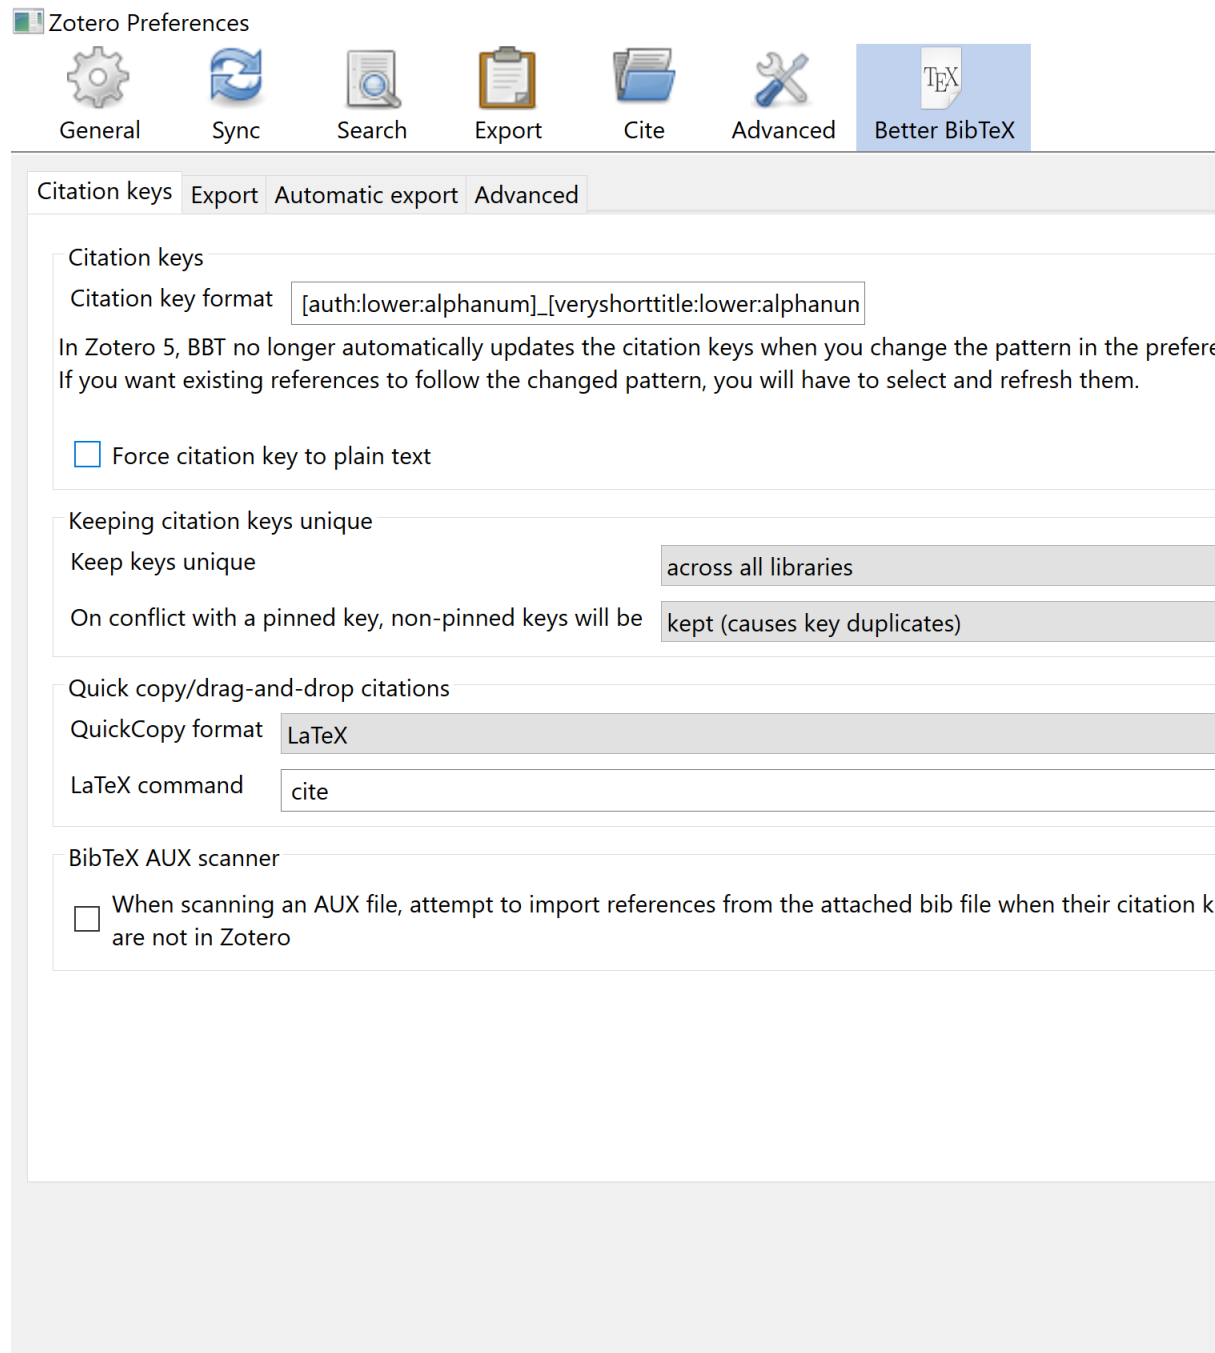 Zotero Preferences
General Sync Search Export Cite Advanced TEX Better BibTeX
Citation keys Export Automatic export Advanced
Citation keys
Citation key format [auth:lower:alphanum]_[veryshorttitle:lower:alphanun
In Zotero 5, BBT no longer automatically updates the citation keys when you change the pattern in the prefere
If you want existing references to follow the changed pattern, you will have to select and refresh them.
Force citation key to plain text
Keeping citation keys unique
Keep keys unique across all libraries
On conflict with a pinned key, non-pinned keys will be kept (causes key duplicates)
Quick copy/drag-and-drop citations
QuickCopy format LaTeX
LaTeX command cite
BibTeX AUX scanner
When scanning an AUX file, attempt to import references from the attached bib file when their citation k
are not in Zotero